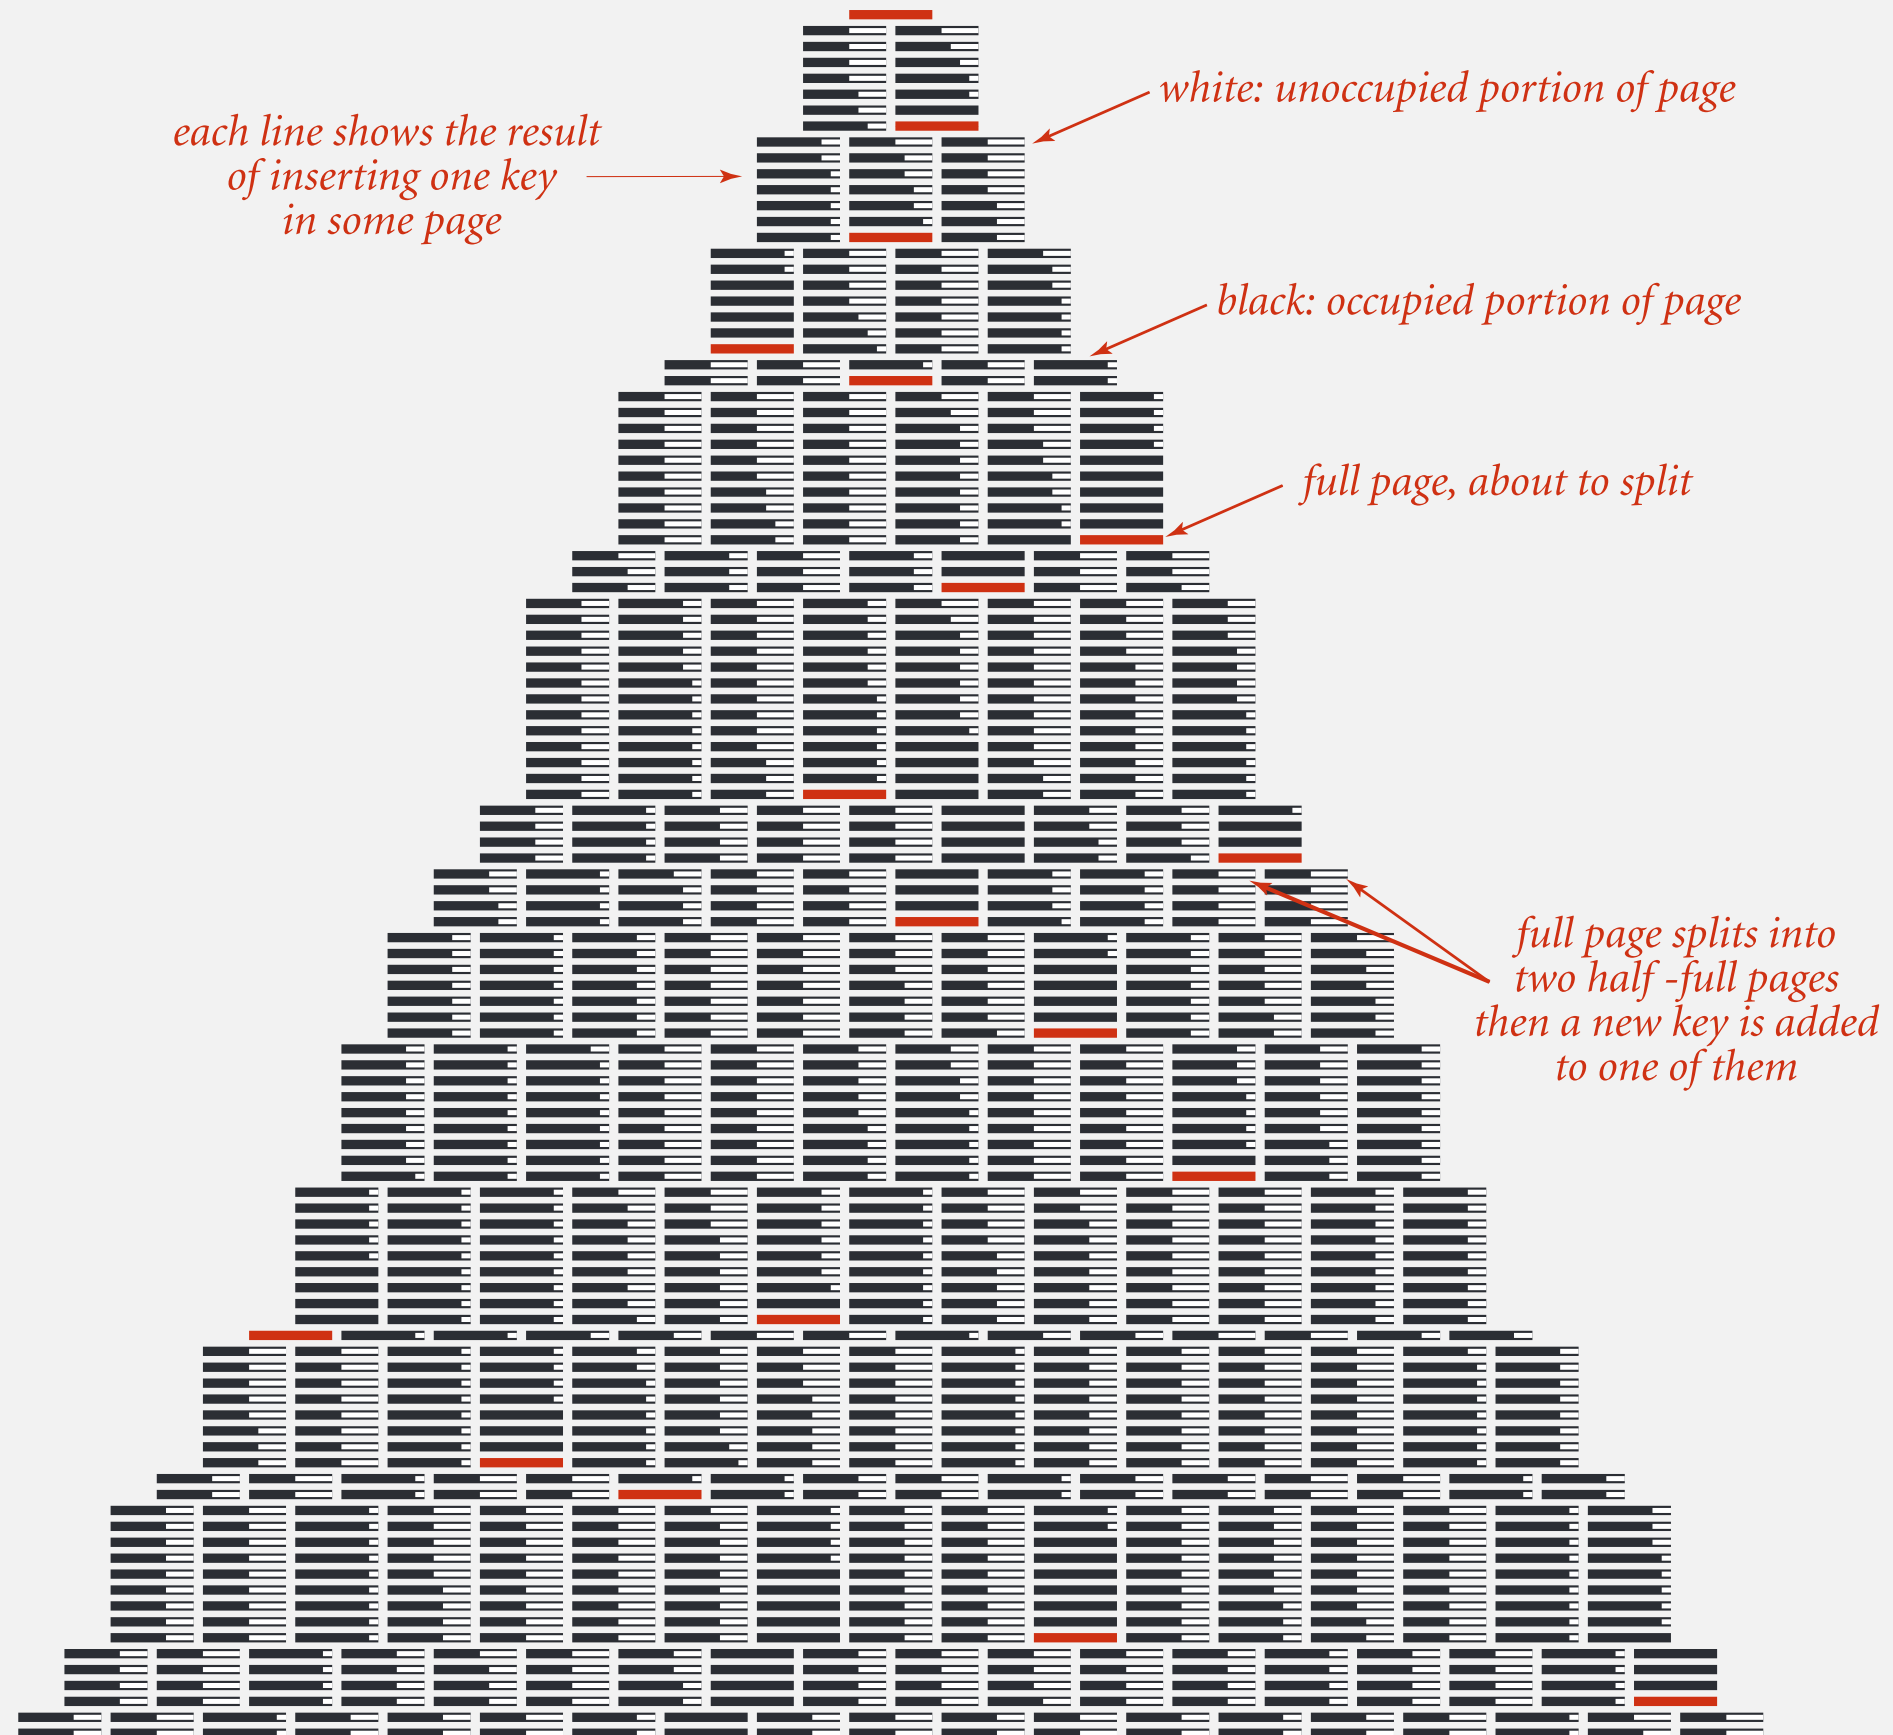 white: unoccupied portion of page
each line shows the result
of inserting one key
in some page
black: occupied portion of page
full page, about to split
full page splits into
two half -full pages
then a new key is added
to one of them